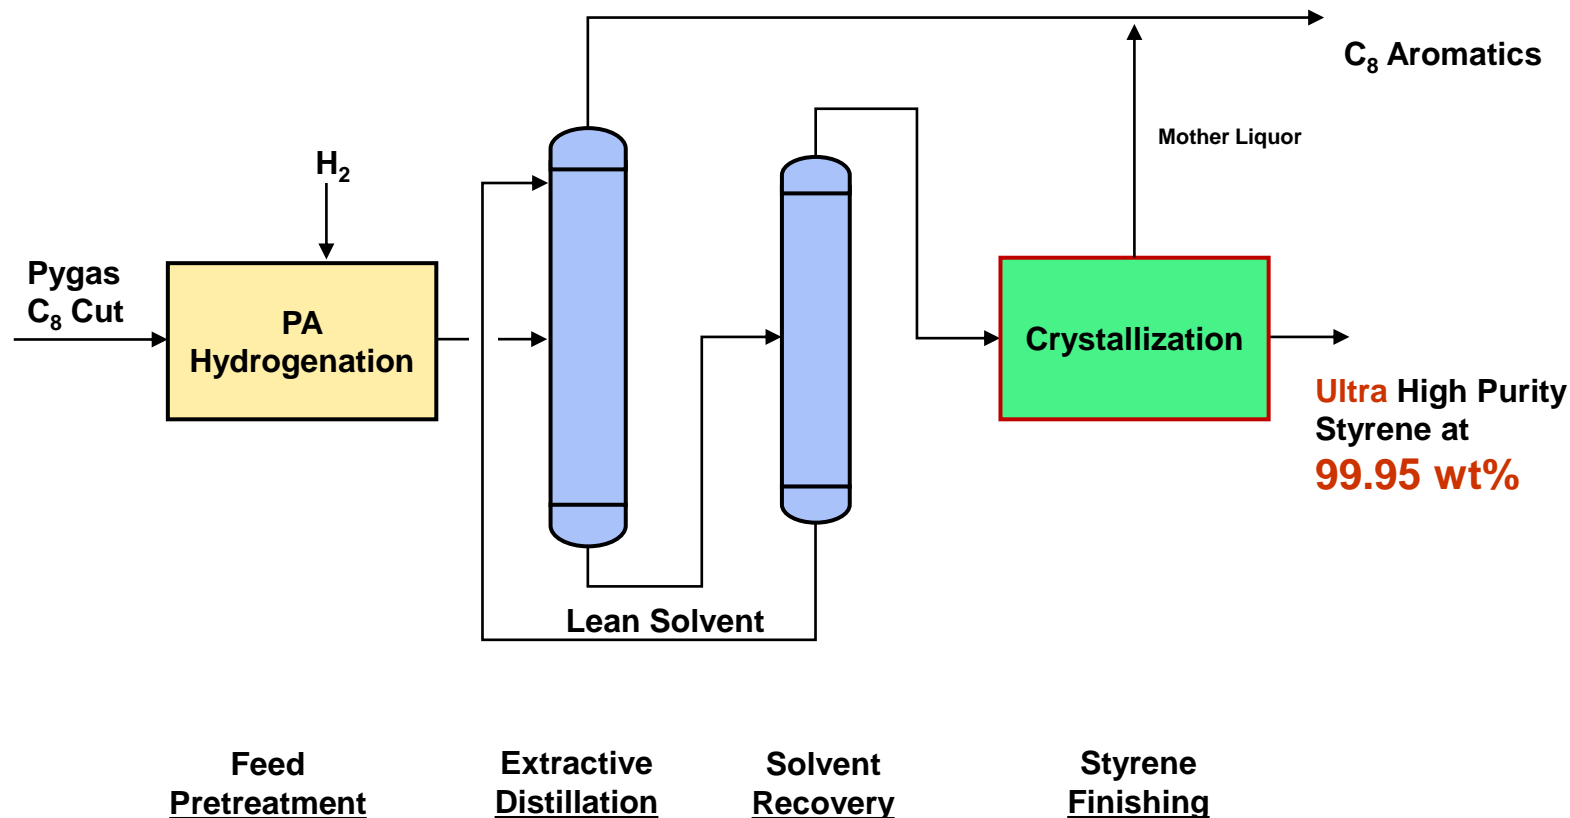 C₈ Aromatics
Mother Liquor
H₂
Pygas
C₈ Cut
PA
Hydrogenation
Crystallization
Ultra High Purity
Styrene at
99.95 wt%
Lean Solvent
Feed
Pretreatment
Extractive
Distillation
Solvent
Recovery
Styrene
Finishing